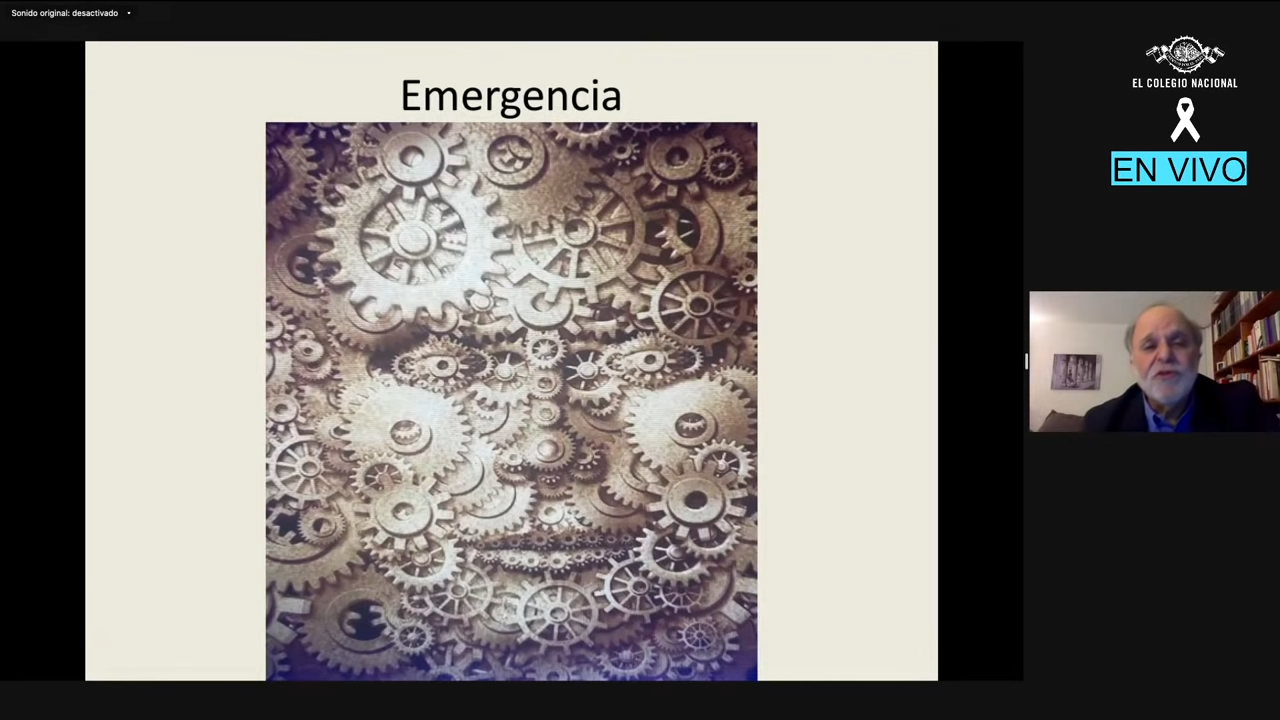 Sonido original: desactivado
Emergencia
EL COLEGIO NACIONAL
EN VIVO